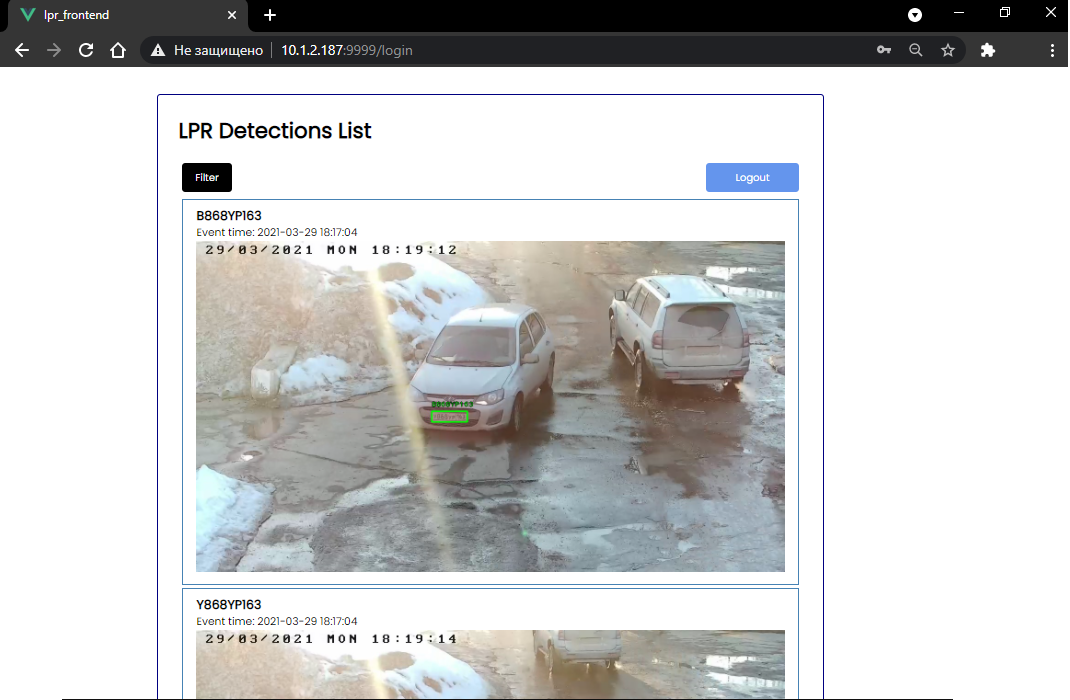 lpr_frontend
Не защищено 10.1.2.187:9999/login
LPR Detections List
Filter
Logout
B868YP163
Event time: 2021-03-29 18:17:04
29/03/2021 MON 18:19:12
B868YP163
Y868YP163
Event time: 2021-03-29 18:17:04
29/03/2021 MON 18:19:14